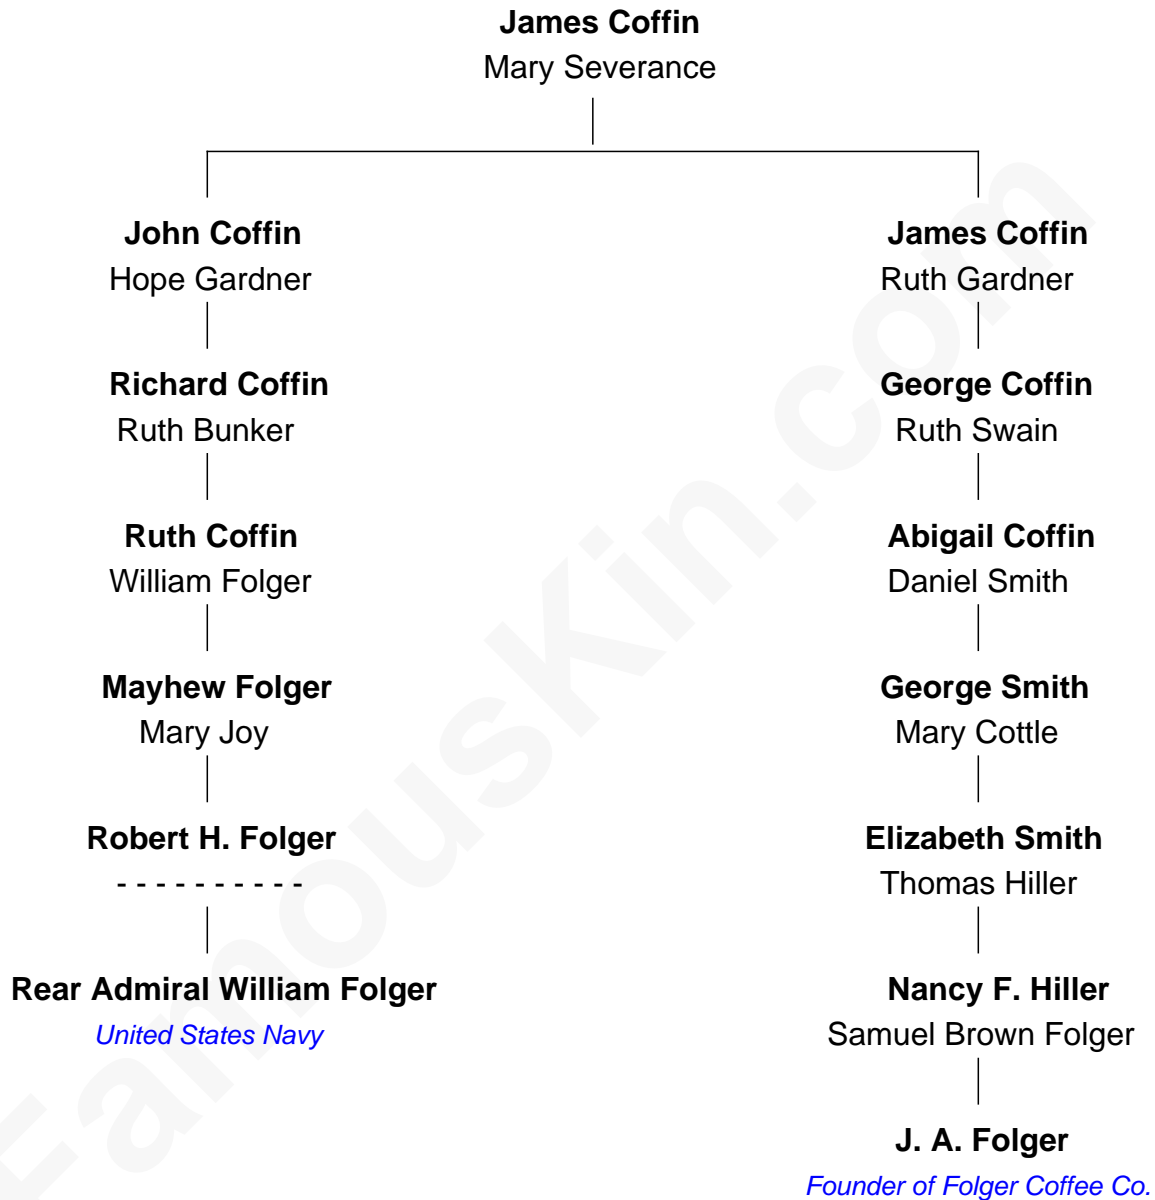 James Coffin
Mary Severance
John Coffin
Hope Gardner
James Coffin
Ruth Gardner
Richard Coffin
Ruth Bunker
George Coffin
Ruth Swain
Ruth Coffin
William Folger
Abigail Coffin
Daniel Smith
Mayhew Folger
Mary Joy
George Smith
Mary Cottle
Robert H. Folger
- - - - - - - - - -
Elizabeth Smith
Thomas Hiller
Rear Admiral William Folger
United States Navy
Nancy F. Hiller
Samuel Brown Folger
J. A. Folger
Founder of Folger Coffee Co.
FamousKin.com